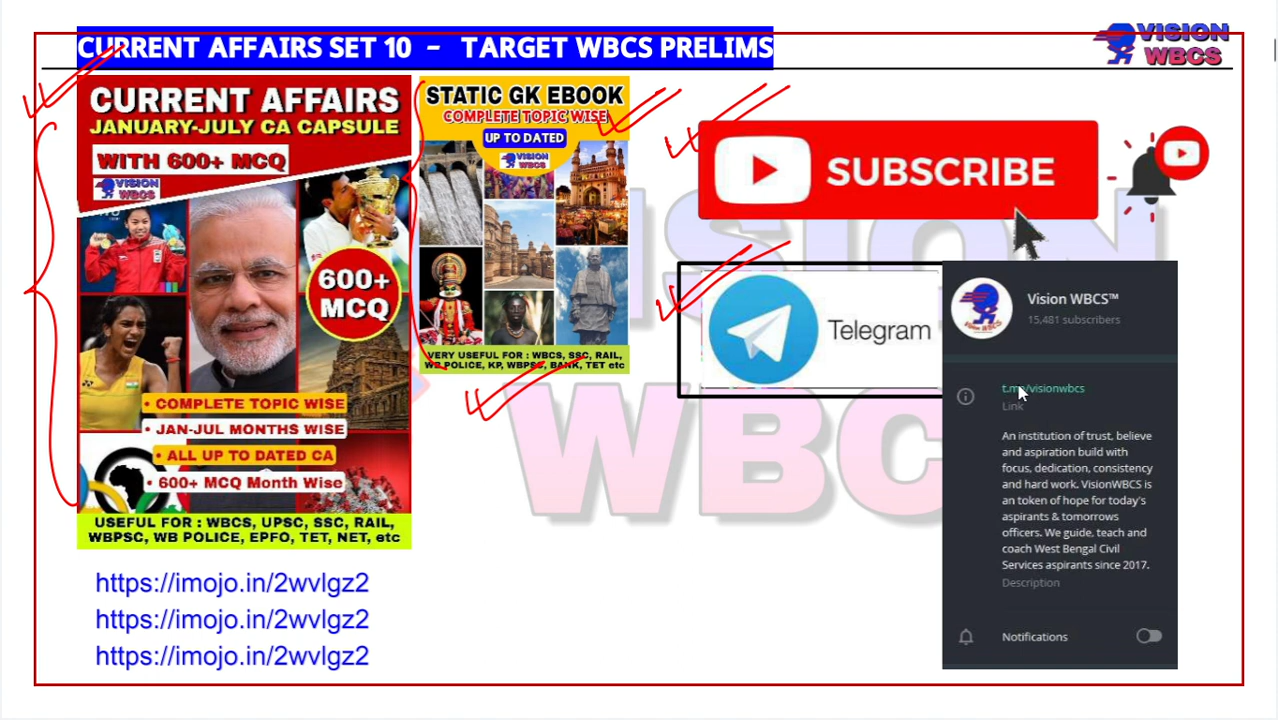 CURRENT AFFAIRS SET 10 - TARGET WBCS PRELIMS
VISION
WBCS
CURRENT AFFAIRS
JANUARY-JULY CA CAPSULE
WITH 600+ MCQ
VISION
WBCS
600+
MCQ
• COMPLETE TOPIC WISE
• JAN-JUL MONTHS WISE
• ALL UP TO DATED CA
• 600+ MCQ Month Wise
USEFUL FOR : WBCS, UPSC, SSC, RAIL,
WBPSC, WB POLICE, EPFO, TET, NET, etc
STATIC GK EBOOK
COMPLETE TOPIC WISE
UP TO DATED
VISION
WBCS
VERY USEFUL FOR : WBCS, SSC, RAIL,
WB POLICE, KP, WBPSC, BANK, TET etc
SUBSCRIBE
Telegram
Vision WBCS™
15,481 subscribers
t.me/visionwbcs
Link
An institution of trust, believe
and aspiration build with
focus, dedication, consistency
and hard work. VisionWBCS is
an token of hope for today's
aspirants & tomorrows
officers. We guide, teach and
coach West Bengal Civil
Services aspirants since 2017.
Description
Notifications
https://imojo.in/2wvlgz2
https://imojo.in/2wvlgz2
https://imojo.in/2wvlgz2
VISION
WBCS